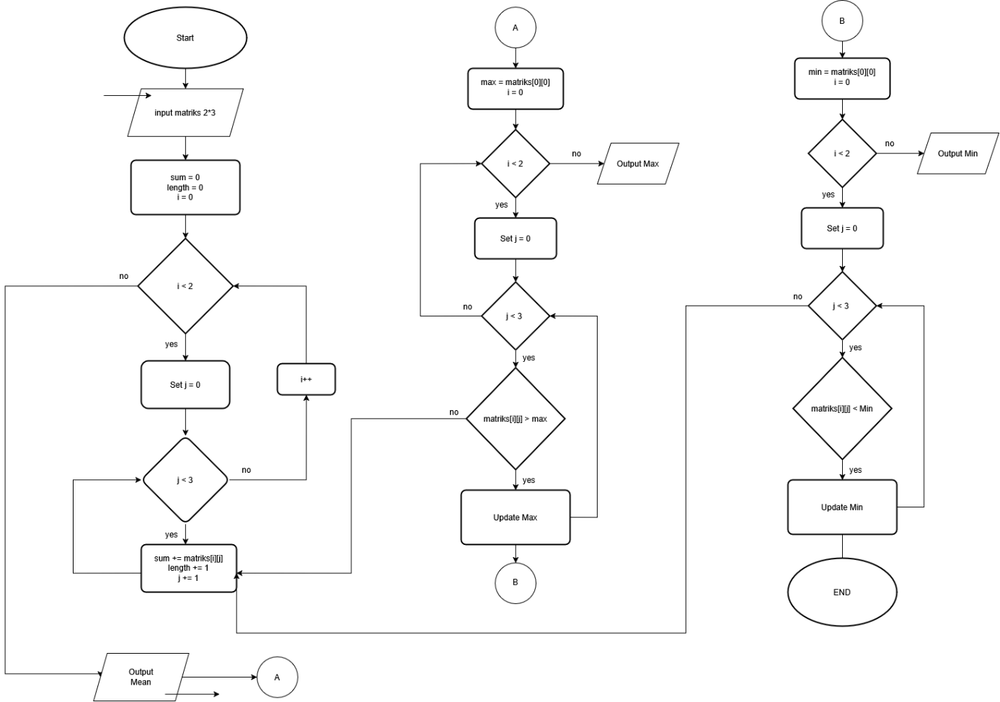 Start
input matriks 2*3
sum = 0
length = 0
i = 0
i < 2
no
yes
Set j = 0
i++
j < 3
no
yes
sum += matriks[i][j]
length += 1
j += 1
Output
Mean
A
A
max = matriks[0][0]
i = 0
i < 2
no
Output Max
yes
Set j = 0
j < 3
no
yes
matriks[i][j] > max
no
yes
Update Max
B
B
min = matriks[0][0]
i = 0
i < 2
no
Output Min
yes
Set j = 0
j < 3
no
yes
matriks[i][j] < Min
yes
Update Min
END